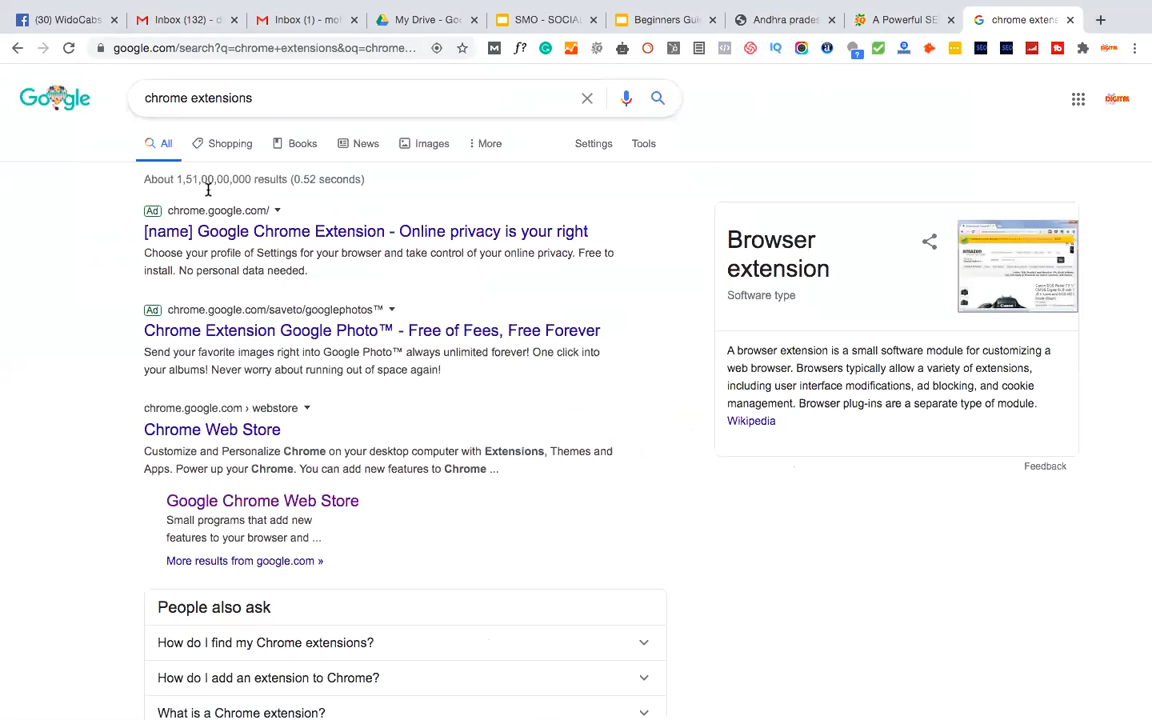 (30) WidoCabs
Inbox (132) - d
Inbox (1) - mol
My Drive - Goo
SMO - SOCIAL
Beginners Guid
Andhra prades
A Powerful SE
chrome extens
google.com/search?q=chrome+extensions&oq=chrome...
Google
chrome extensions
All
Shopping
Books
News
Images
More
Settings
Tools
DIGITAL
About 1,51,00,00,000 results (0.52 seconds)
Ad chrome.google.com/
[name] Google Chrome Extension - Online privacy is your right
Choose your profile of Settings for your browser and take control of your online privacy. Free to
install. No personal data needed.
Ad chrome.google.com/saveto/googlephotos™
Chrome Extension Google Photo™ - Free of Fees, Free Forever
Send your favorite images right into Google Photo™ always unlimited forever! One click into
your albums! Never worry about running out of space again!
chrome.google.com › webstore
Chrome Web Store
Customize and Personalize Chrome on your desktop computer with Extensions, Themes and
Apps. Power up your Chrome. You can add new features to Chrome ...
Google Chrome Web Store
Small programs that add new
features to your browser and ...
More results from google.com »
People also ask
How do I find my Chrome extensions?
How do I add an extension to Chrome?
What is a Chrome extension?
Browser
extension
Software type
A browser extension is a small software module for customizing a
web browser. Browsers typically allow a variety of extensions,
including user interface modifications, ad blocking, and cookie
management. Browser plug-ins are a separate type of module.
Wikipedia
Feedback